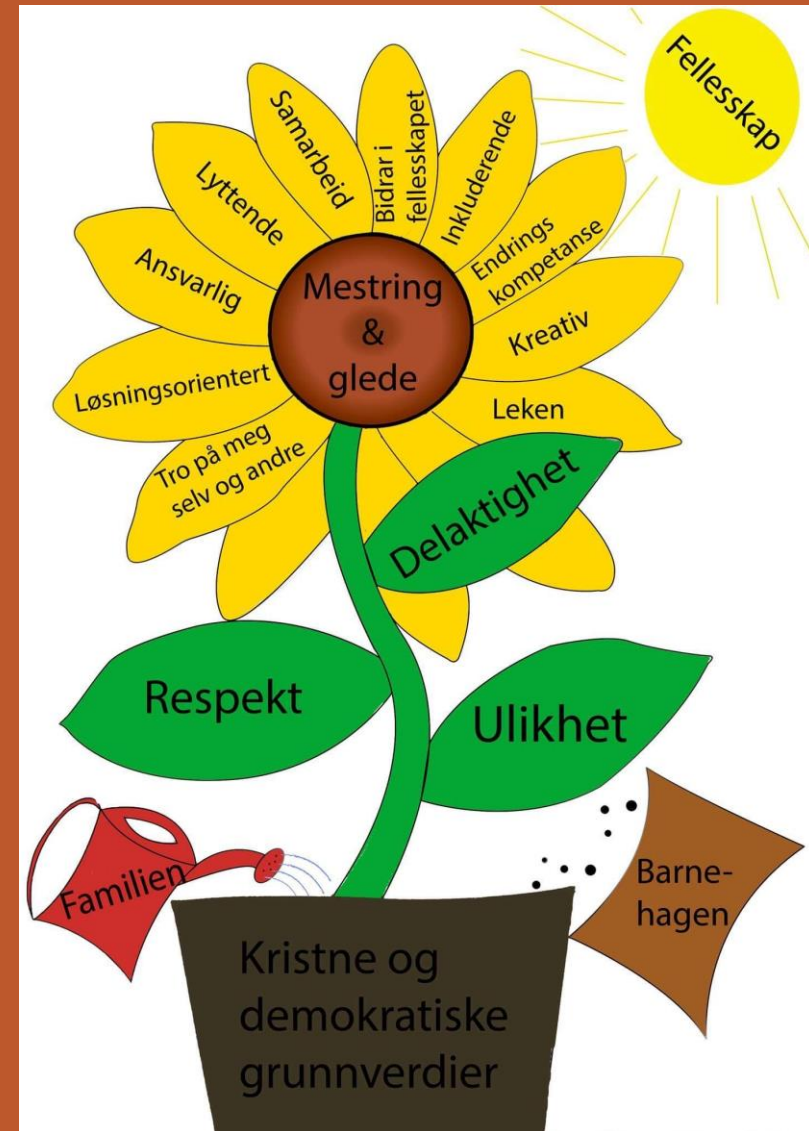 Fellesskap
Samarbeid
Bidrar i
fellesskapet
Inkluderende
Lyttende
Endrings
kompetanse
Ansvarlig
Mestring
&
glede
Kreativ
Løsningsorientert
Leken
Tro på meg
selv og andre
Delaktighet
Respekt
Ulikhet
Familien
Barne-
hagen
Kristne og
demokratiske
grunnverdier